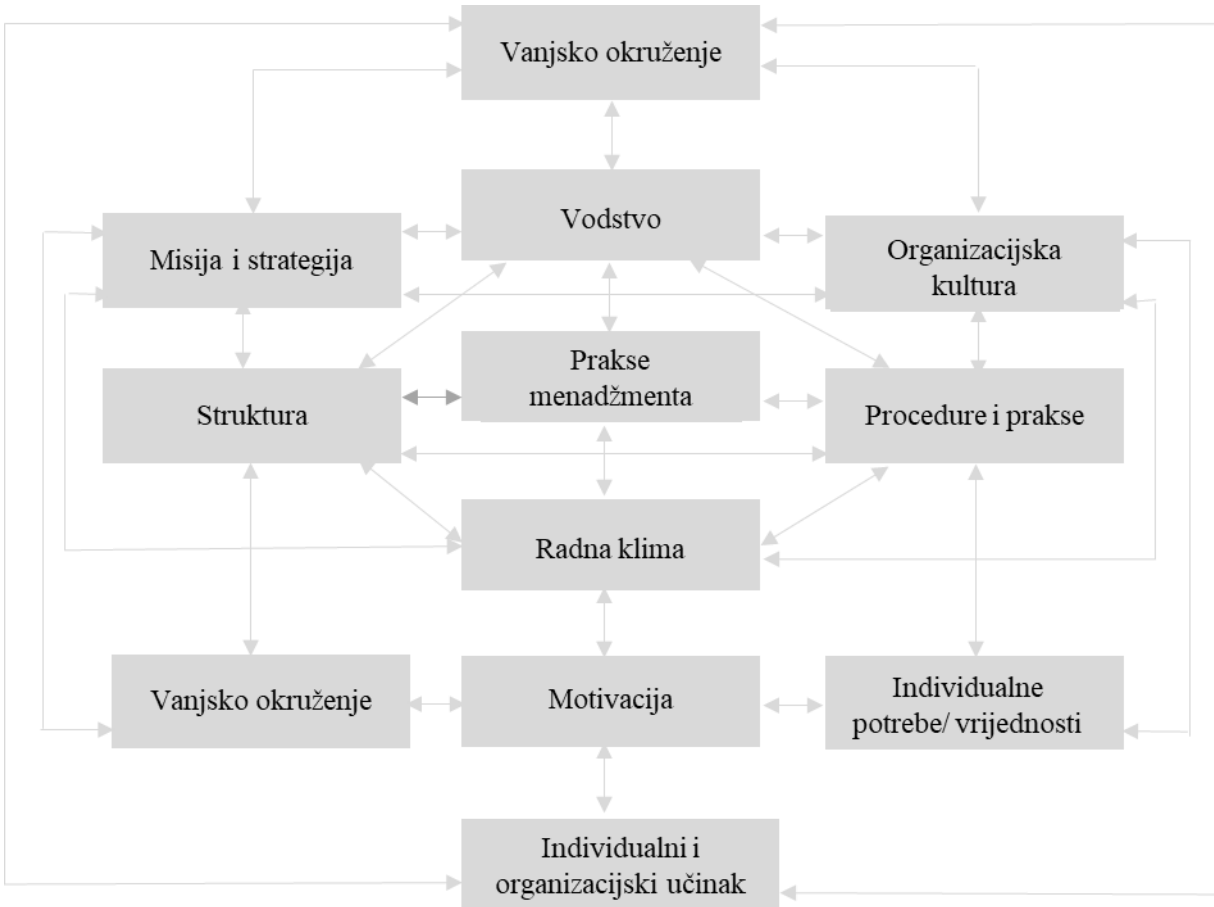 Vanjsko okruženje
Vodstvo
Misija i strategija
Organizacijska
kultura
Prakse
menadžmenta
Struktura
Procedure i prakse
Radna klima
Vanjsko okruženje
Motivacija
Individualne
potrebe/ vrijednosti
Individualni i
organizacijski učinak